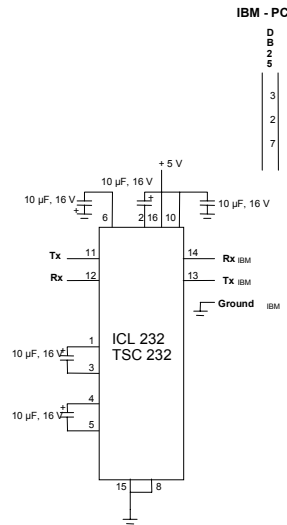 IBM - PC
D
B
2
5
3
2
7
+ 5 V
10 µF, 16 V
10 µF, 16 V
10 µF, 16 V
6
2
16
10
Tx
11
14
Rx IBM
Rx
12
13
Tx IBM
Ground IBM
1
ICL 232
TSC 232
10 µF, 16 V
3
4
10 µF, 16 V
5
15
8